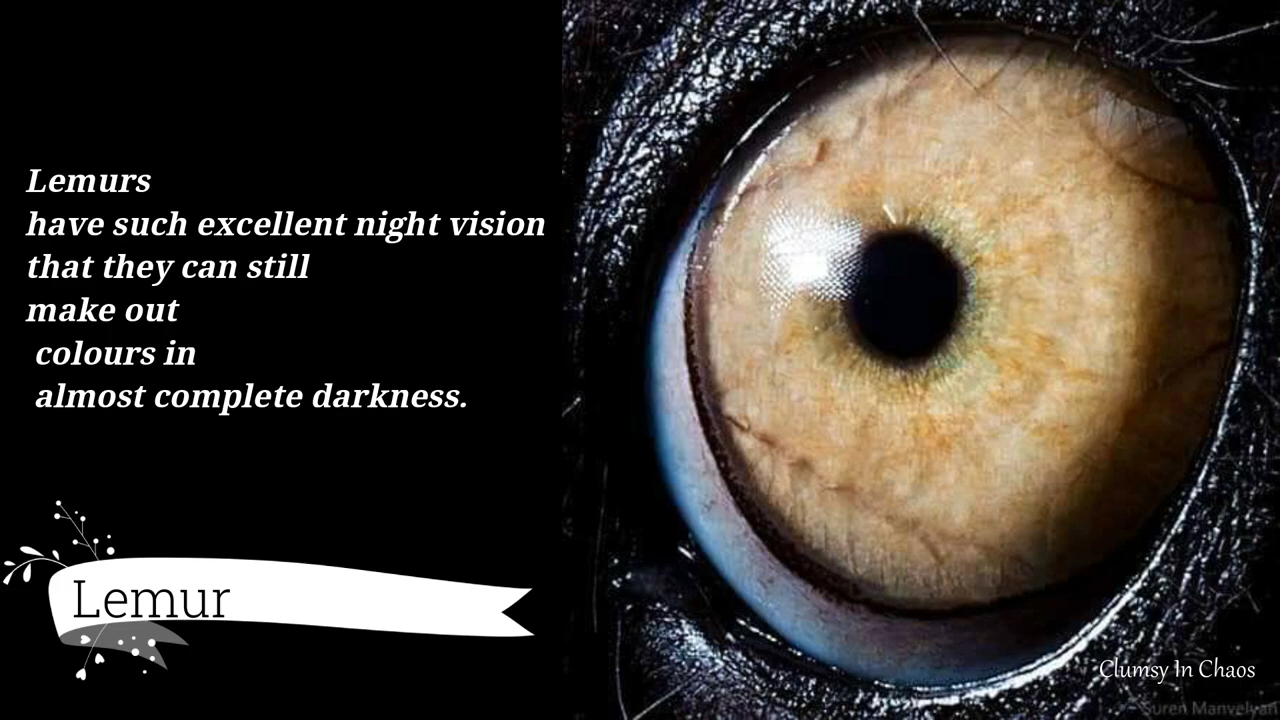 Lemurs
have such excellent night vision
that they can still
make out
colours in
almost complete darkness.
Lemur
Clumsy In Chaos
Suren Manvelyan